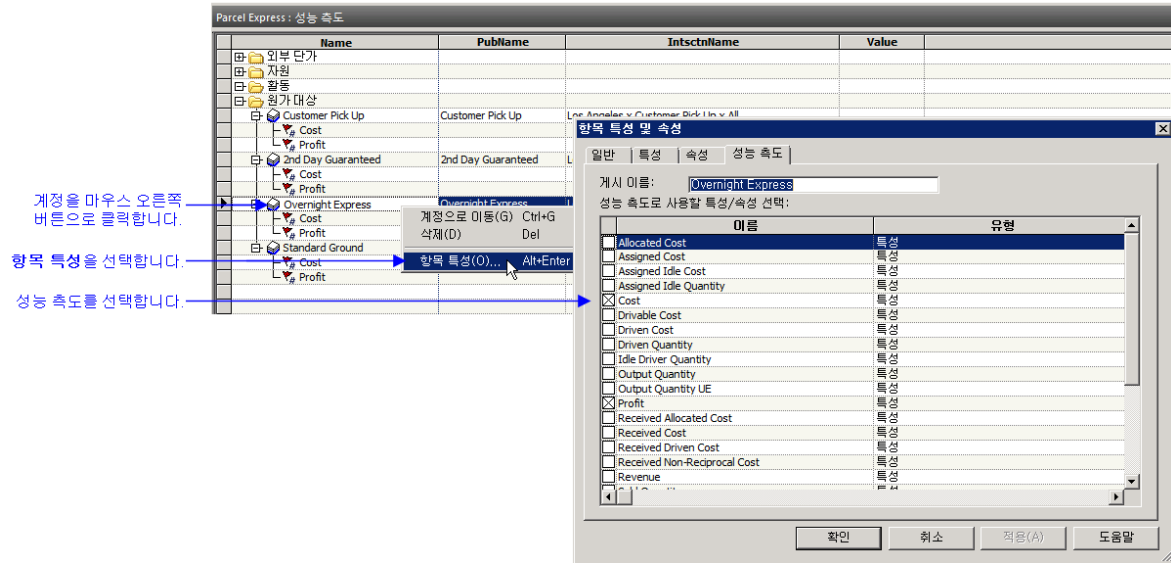 Parcel Express : 성능 측도
Name PubName IntsctnName Value
외부 단가
자원
활동
원가 대상
Customer Pick Up Customer Pick Up Los Angeles x Customer Pick Up x All
Cost
Profit
2nd Day Guaranteed 2nd Day Guaranteed
Cost
Profit
Overnight Express Overnight Express
Cost
Profit
Standard Ground
Cost
Profit
계정을 마우스 오른쪽
버튼으로 클릭합니다.
항목 특성을 선택합니다.
성능 측도를 선택합니다.
계정으로 이동(G) Ctrl+G
삭제(D) Del
항목 특성(O)... Alt+Enter
항목 특성 및 속성
일반 특성 속성 성능 측도
게시 이름: Overnight Express
성능 측도로 사용할 특성/속성 선택:
이름 유형
Allocated Cost 특성
Assigned Cost 특성
Assigned Idle Cost 특성
Assigned Idle Quantity 특성
Cost 특성
Drivable Cost 특성
Driven Cost 특성
Driven Quantity 특성
Idle Driver Quantity 특성
Output Quantity 특성
Output Quantity UE 특성
Profit 특성
Received Allocated Cost 특성
Received Cost 특성
Received Driven Cost 특성
Received Non-Reciprocal Cost 특성
Revenue 특성
확인 취소 적용(A) 도움말